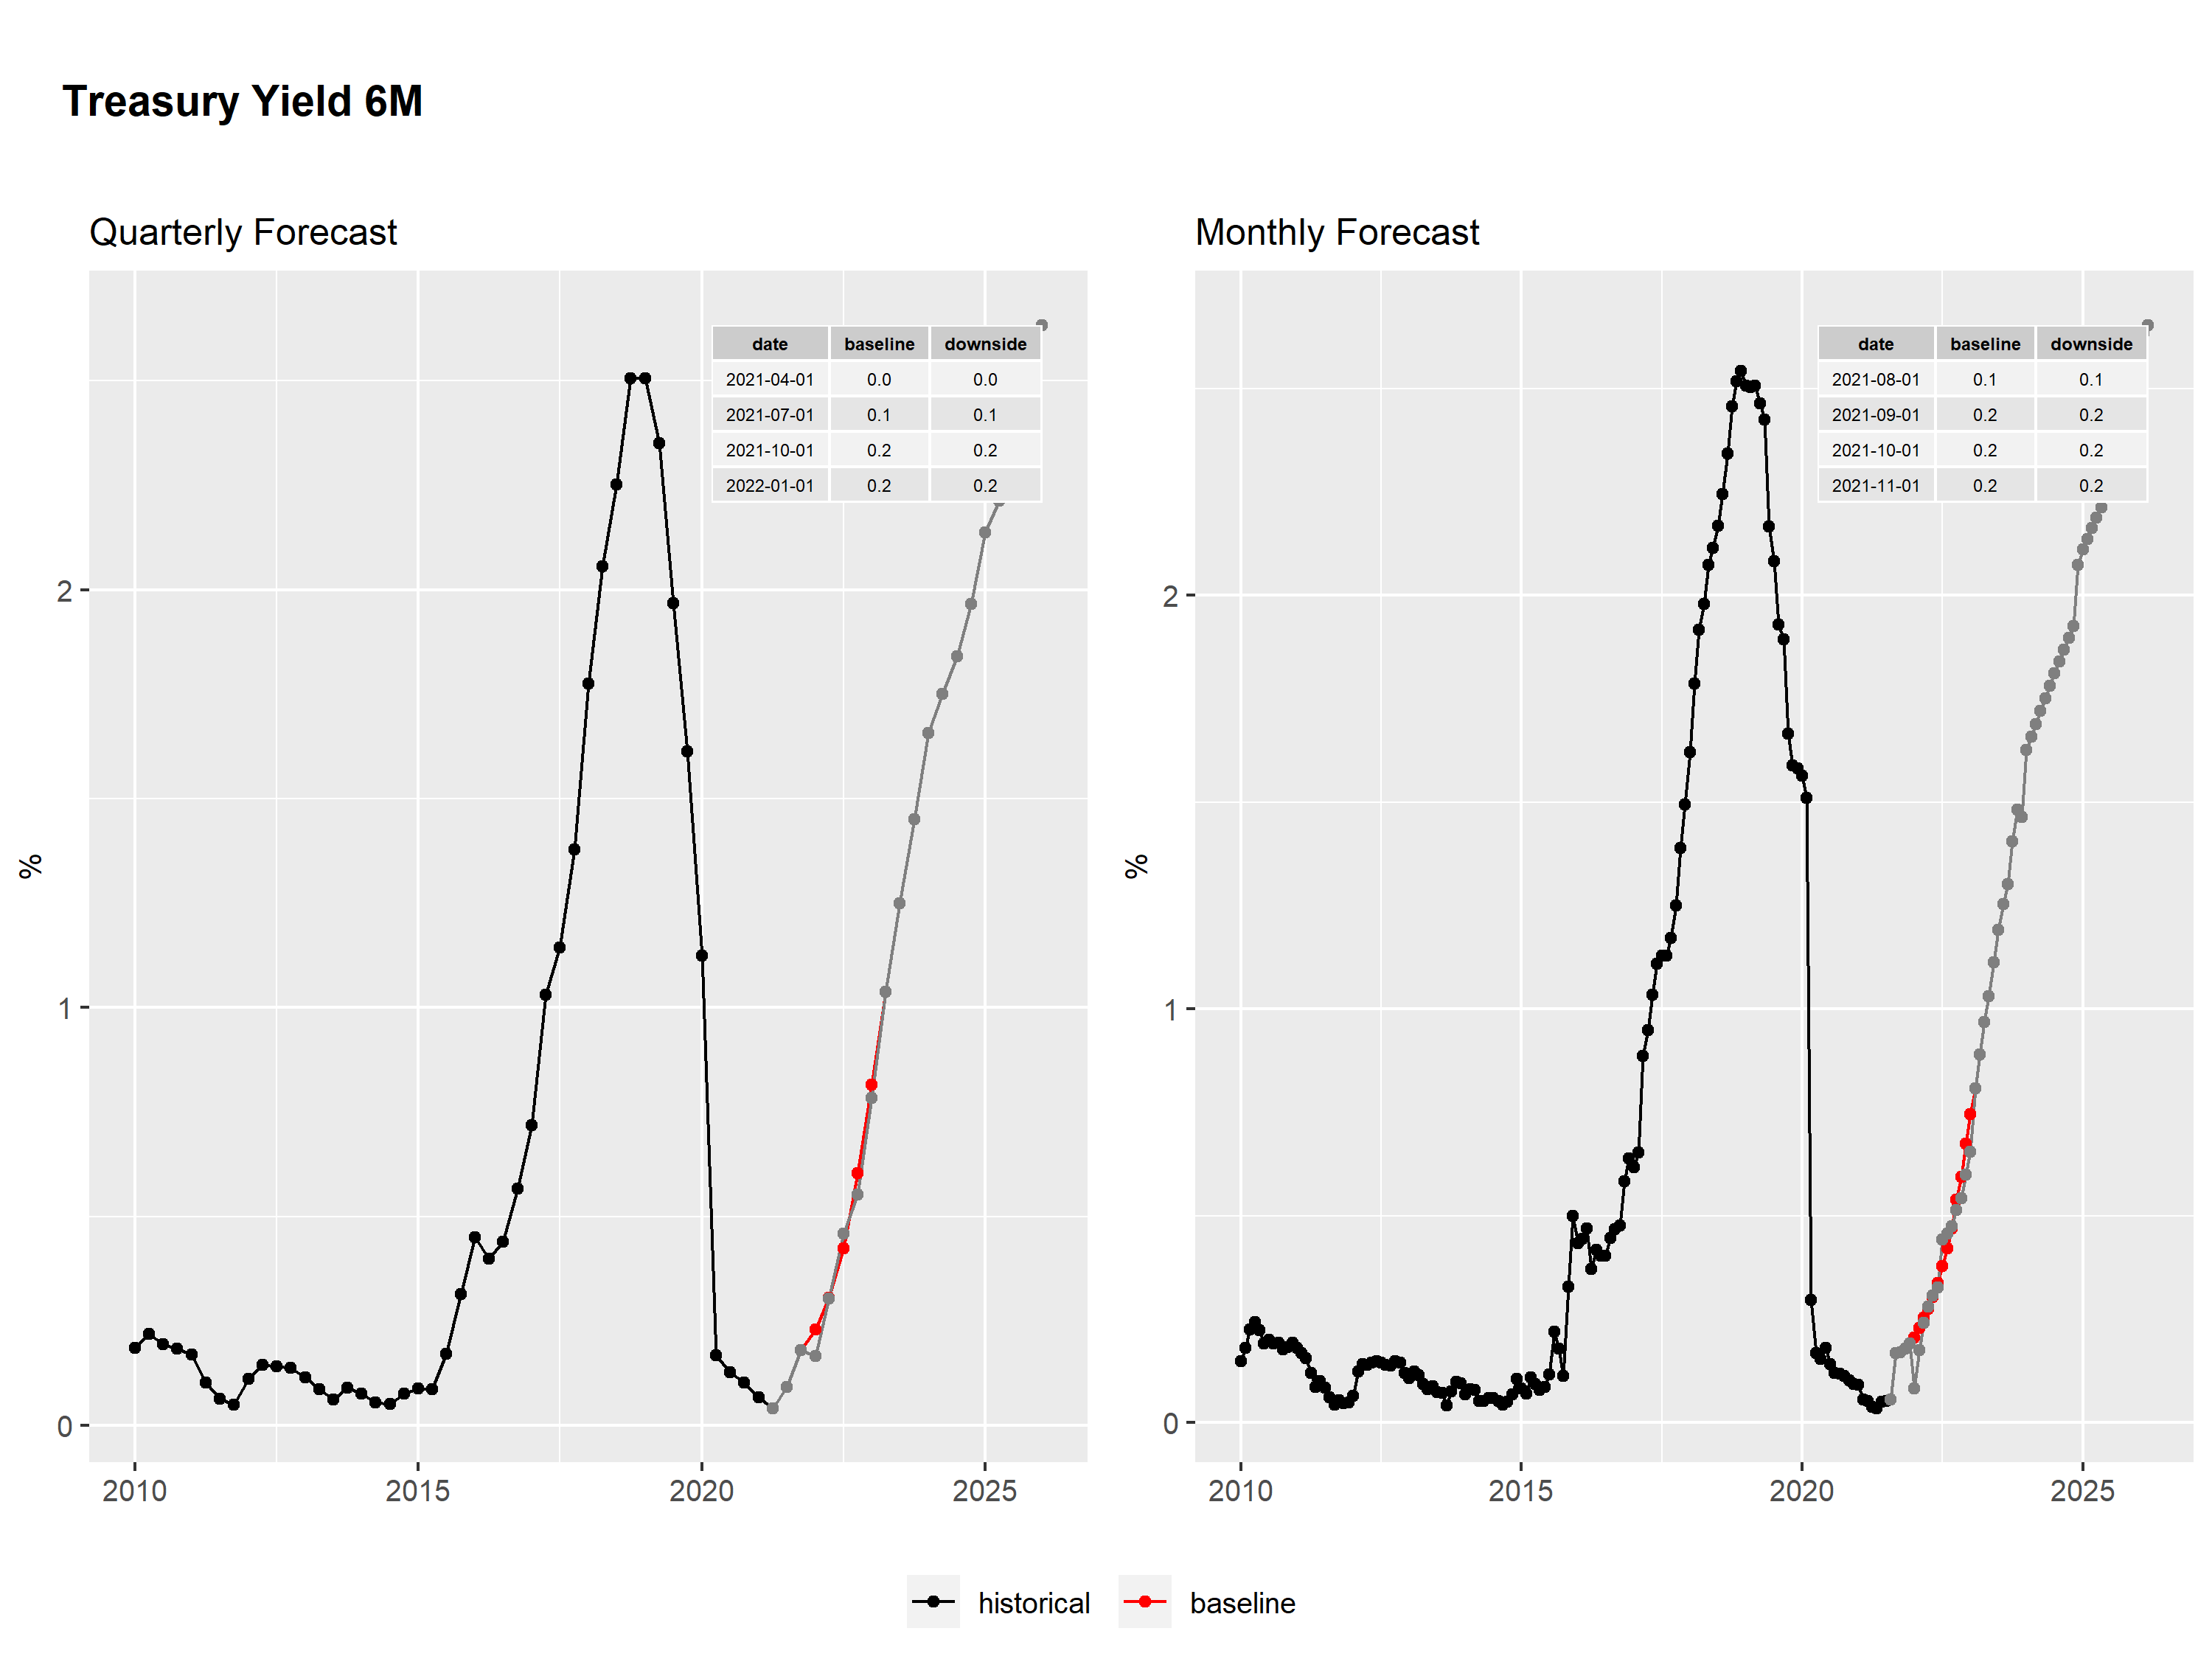 Treasury Yield 6M
Quarterly Forecast
%
2
1
0
2010 2015 2020 2025
date baseline downside
2021-04-01 0.0 0.0
2021-07-01 0.1 0.1
2021-10-01 0.2 0.2
2022-01-01 0.2 0.2
Monthly Forecast
%
2
1
0
2010 2015 2020 2025
date baseline downside
2021-08-01 0.1 0.1
2021-09-01 0.2 0.2
2021-10-01 0.2 0.2
2021-11-01 0.2 0.2
historical baseline